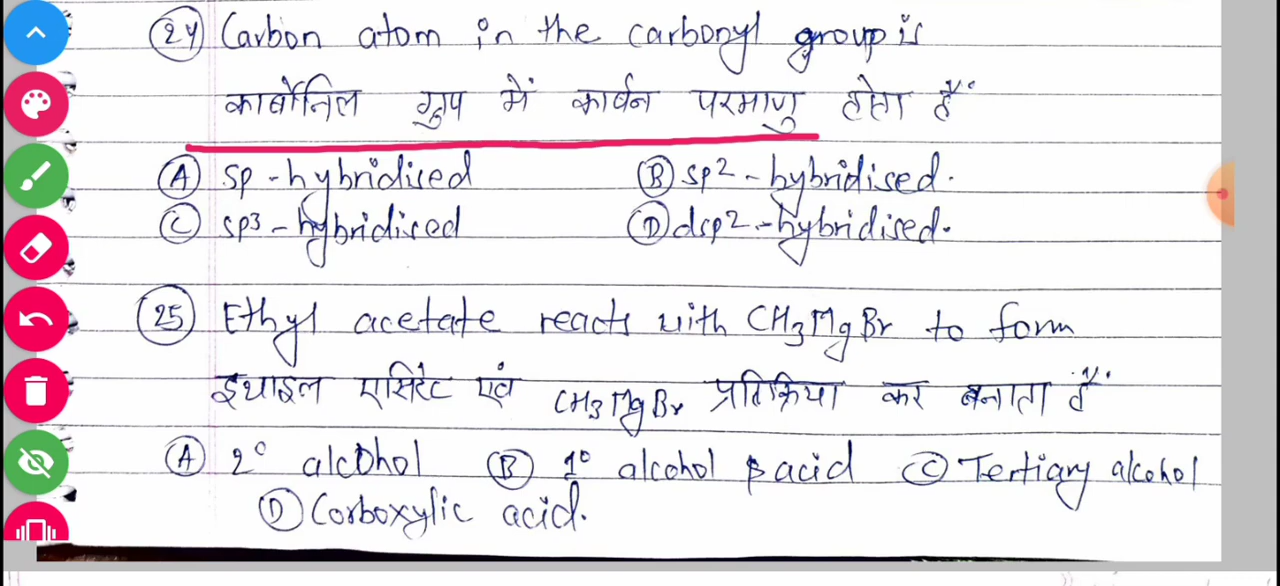 (24) Carbon atom in the carbonyl group is
कार्बोनिल ग्रुप में कार्बन परमाणु होता है
(A) sp-hybridised (B) sp2-hybridised.
(C) sp3-hybridised (D) dsp2-hybridised.
(25) Ethyl acetate reacts with CH3MgBr to form
इथाइल एसिटेट एवं CH3MgBr प्रतिक्रिया कर बनाता है
(A) 2° alcohol (B) 1° alcohol & acid (C) Tertiary alcohol
(D) Corboxylic acid.